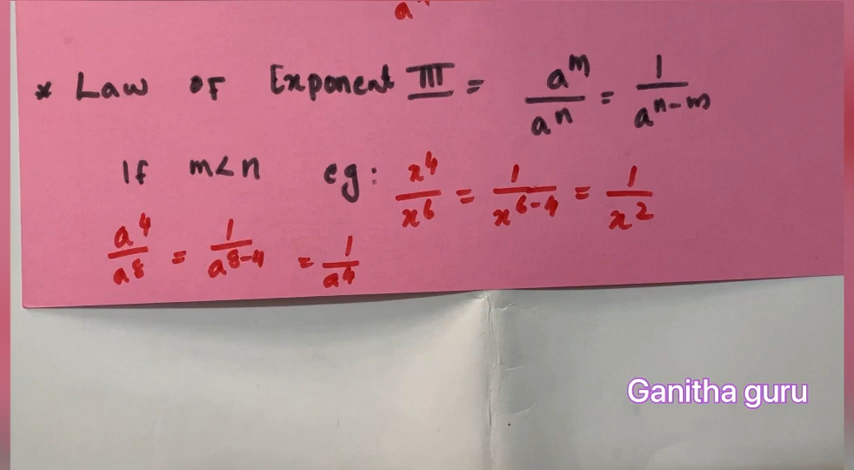 * Law of Exponent III = a^m/a^n = 1/a^(n-m)
If m<n eg: x^4/x^6 = 1/x^(6-4) = 1/x^2
a^4/a^8 = 1/a^(8-4) = 1/a^4
Ganitha guru